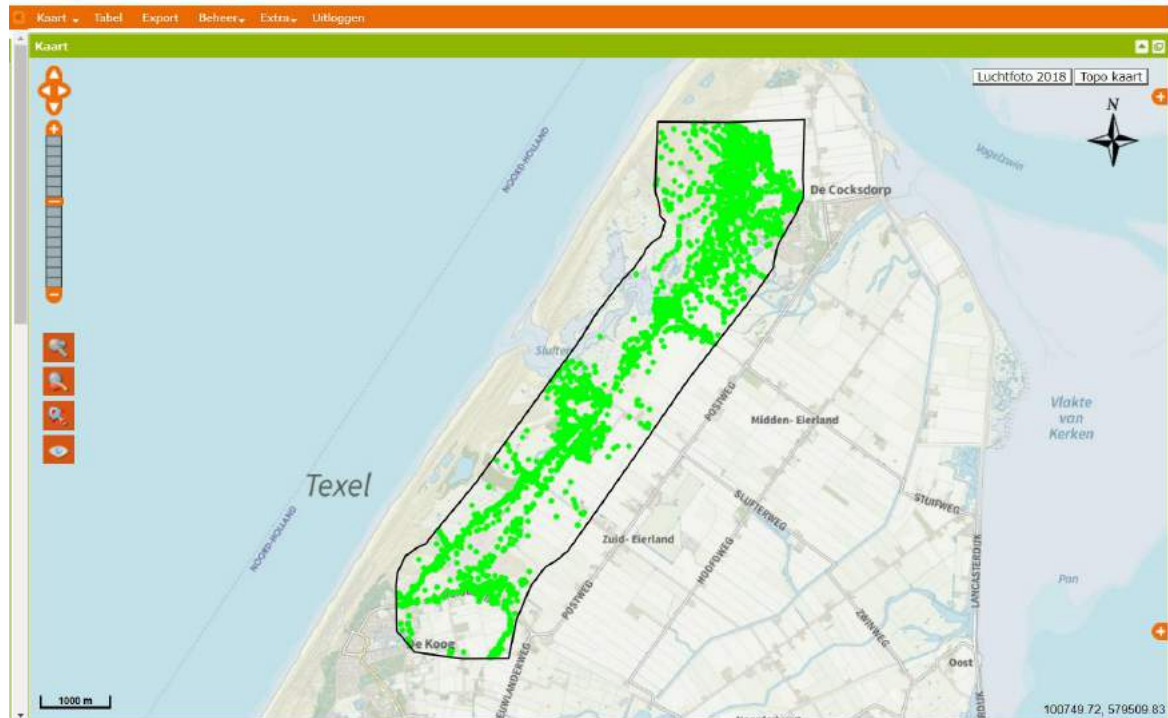 Kaart Tabel Export Beheer Extra Uitloggen
Kaart
Luchtfoto 2018 Topo kaart
N
NOORD-HOLLAND
Vogelzwin
De Cocksdorp
Slufter
POSTWEG
Midden- Eierland
Vlakte
van
Kerken
Texel
SLUFTERWEG
STUIFWEG
NOORD-HOLLAND
Zuid- Eierland
HOOFDWEG
LANCASTERDIJK
Pan
POSTWEG
ZWINWEG
De Koog
Oost
1000 m
100749.72, 579509.83